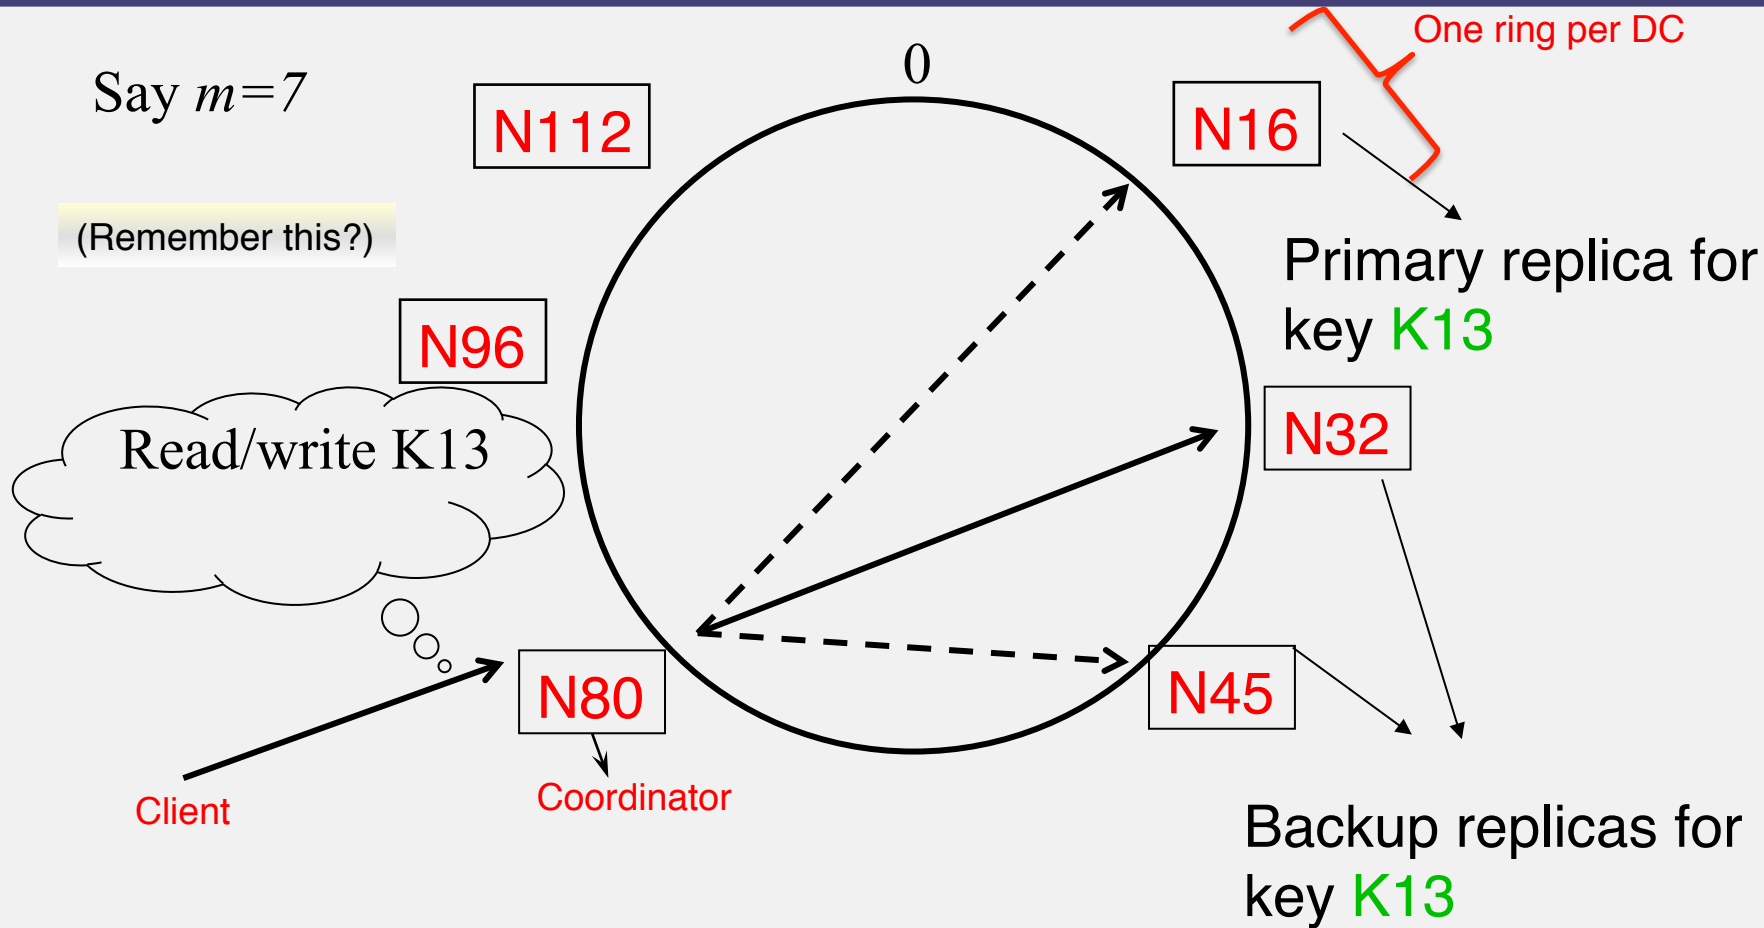 One ring per DC
0
Say m=7
N112
N16
(Remember this?)
Primary replica for
key K13
N96
N32
Read/write K13
N80
N45
Client
Coordinator
Backup replicas for
key K13